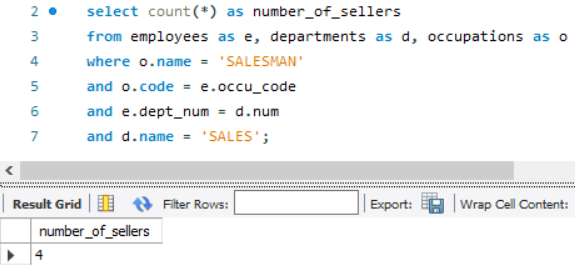 2 select count(*) as number_of_sellers
3 from employees as e, departments as d, occupations as o
4 where o.name = 'SALESMAN'
5 and o.code = e.occu_code
6 and e.dept_num = d.num
7 and d.name = 'SALES';
Result Grid Filter Rows: Export: Wrap Cell Content:
number_of_sellers
4